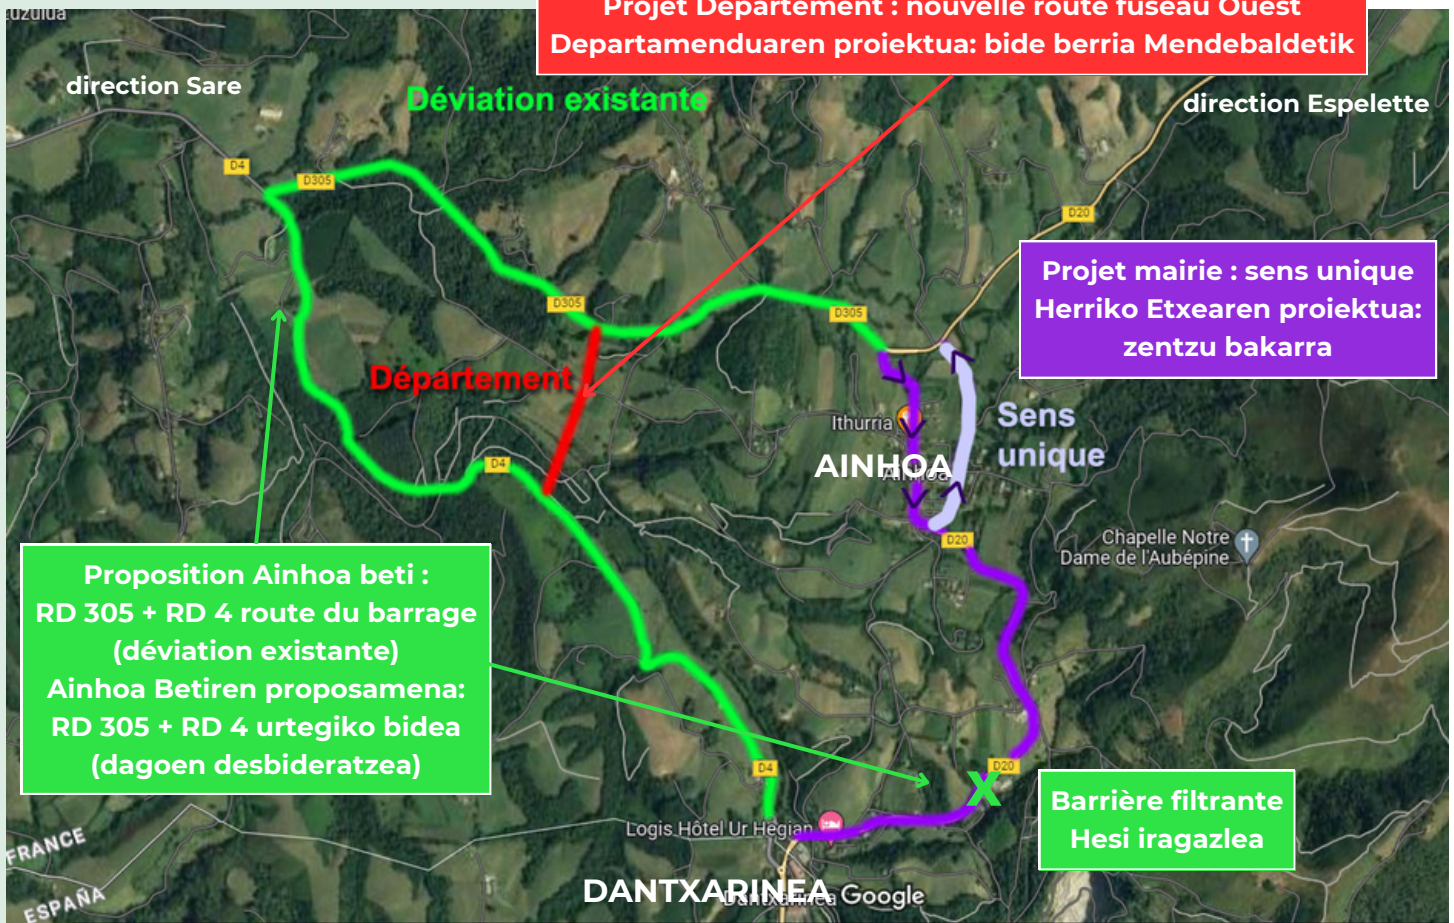 Projet Département : nouvelle route fuseau Ouest
Departamenduaren proiektua: bide berria Mendebaldetik
direction Sare
Déviation existante
direction Espelette
D4
D305
D20
Projet mairie : sens unique
Herriko Etxearen proiektua:
zentzu bakarra
D305
D305
Département
Ithurria
Sens
unique
AINHOA
Ainhoa
D4
D20
Chapelle Notre
Dame de l'Aubépine
Proposition Ainhoa beti :
RD 305 + RD 4 route du barrage
(déviation existante)
Ainhoa Betiren proposamena:
RD 305 + RD 4 urtegiko bidea
(dagoen desbideratzea)
D4
D20
X
Barrière filtrante
Hesi iragazlea
Logis Hôtel Ur Hegian
FRANCE
ESPAÑA
DANTXARINEA
Dantxarinea
Google